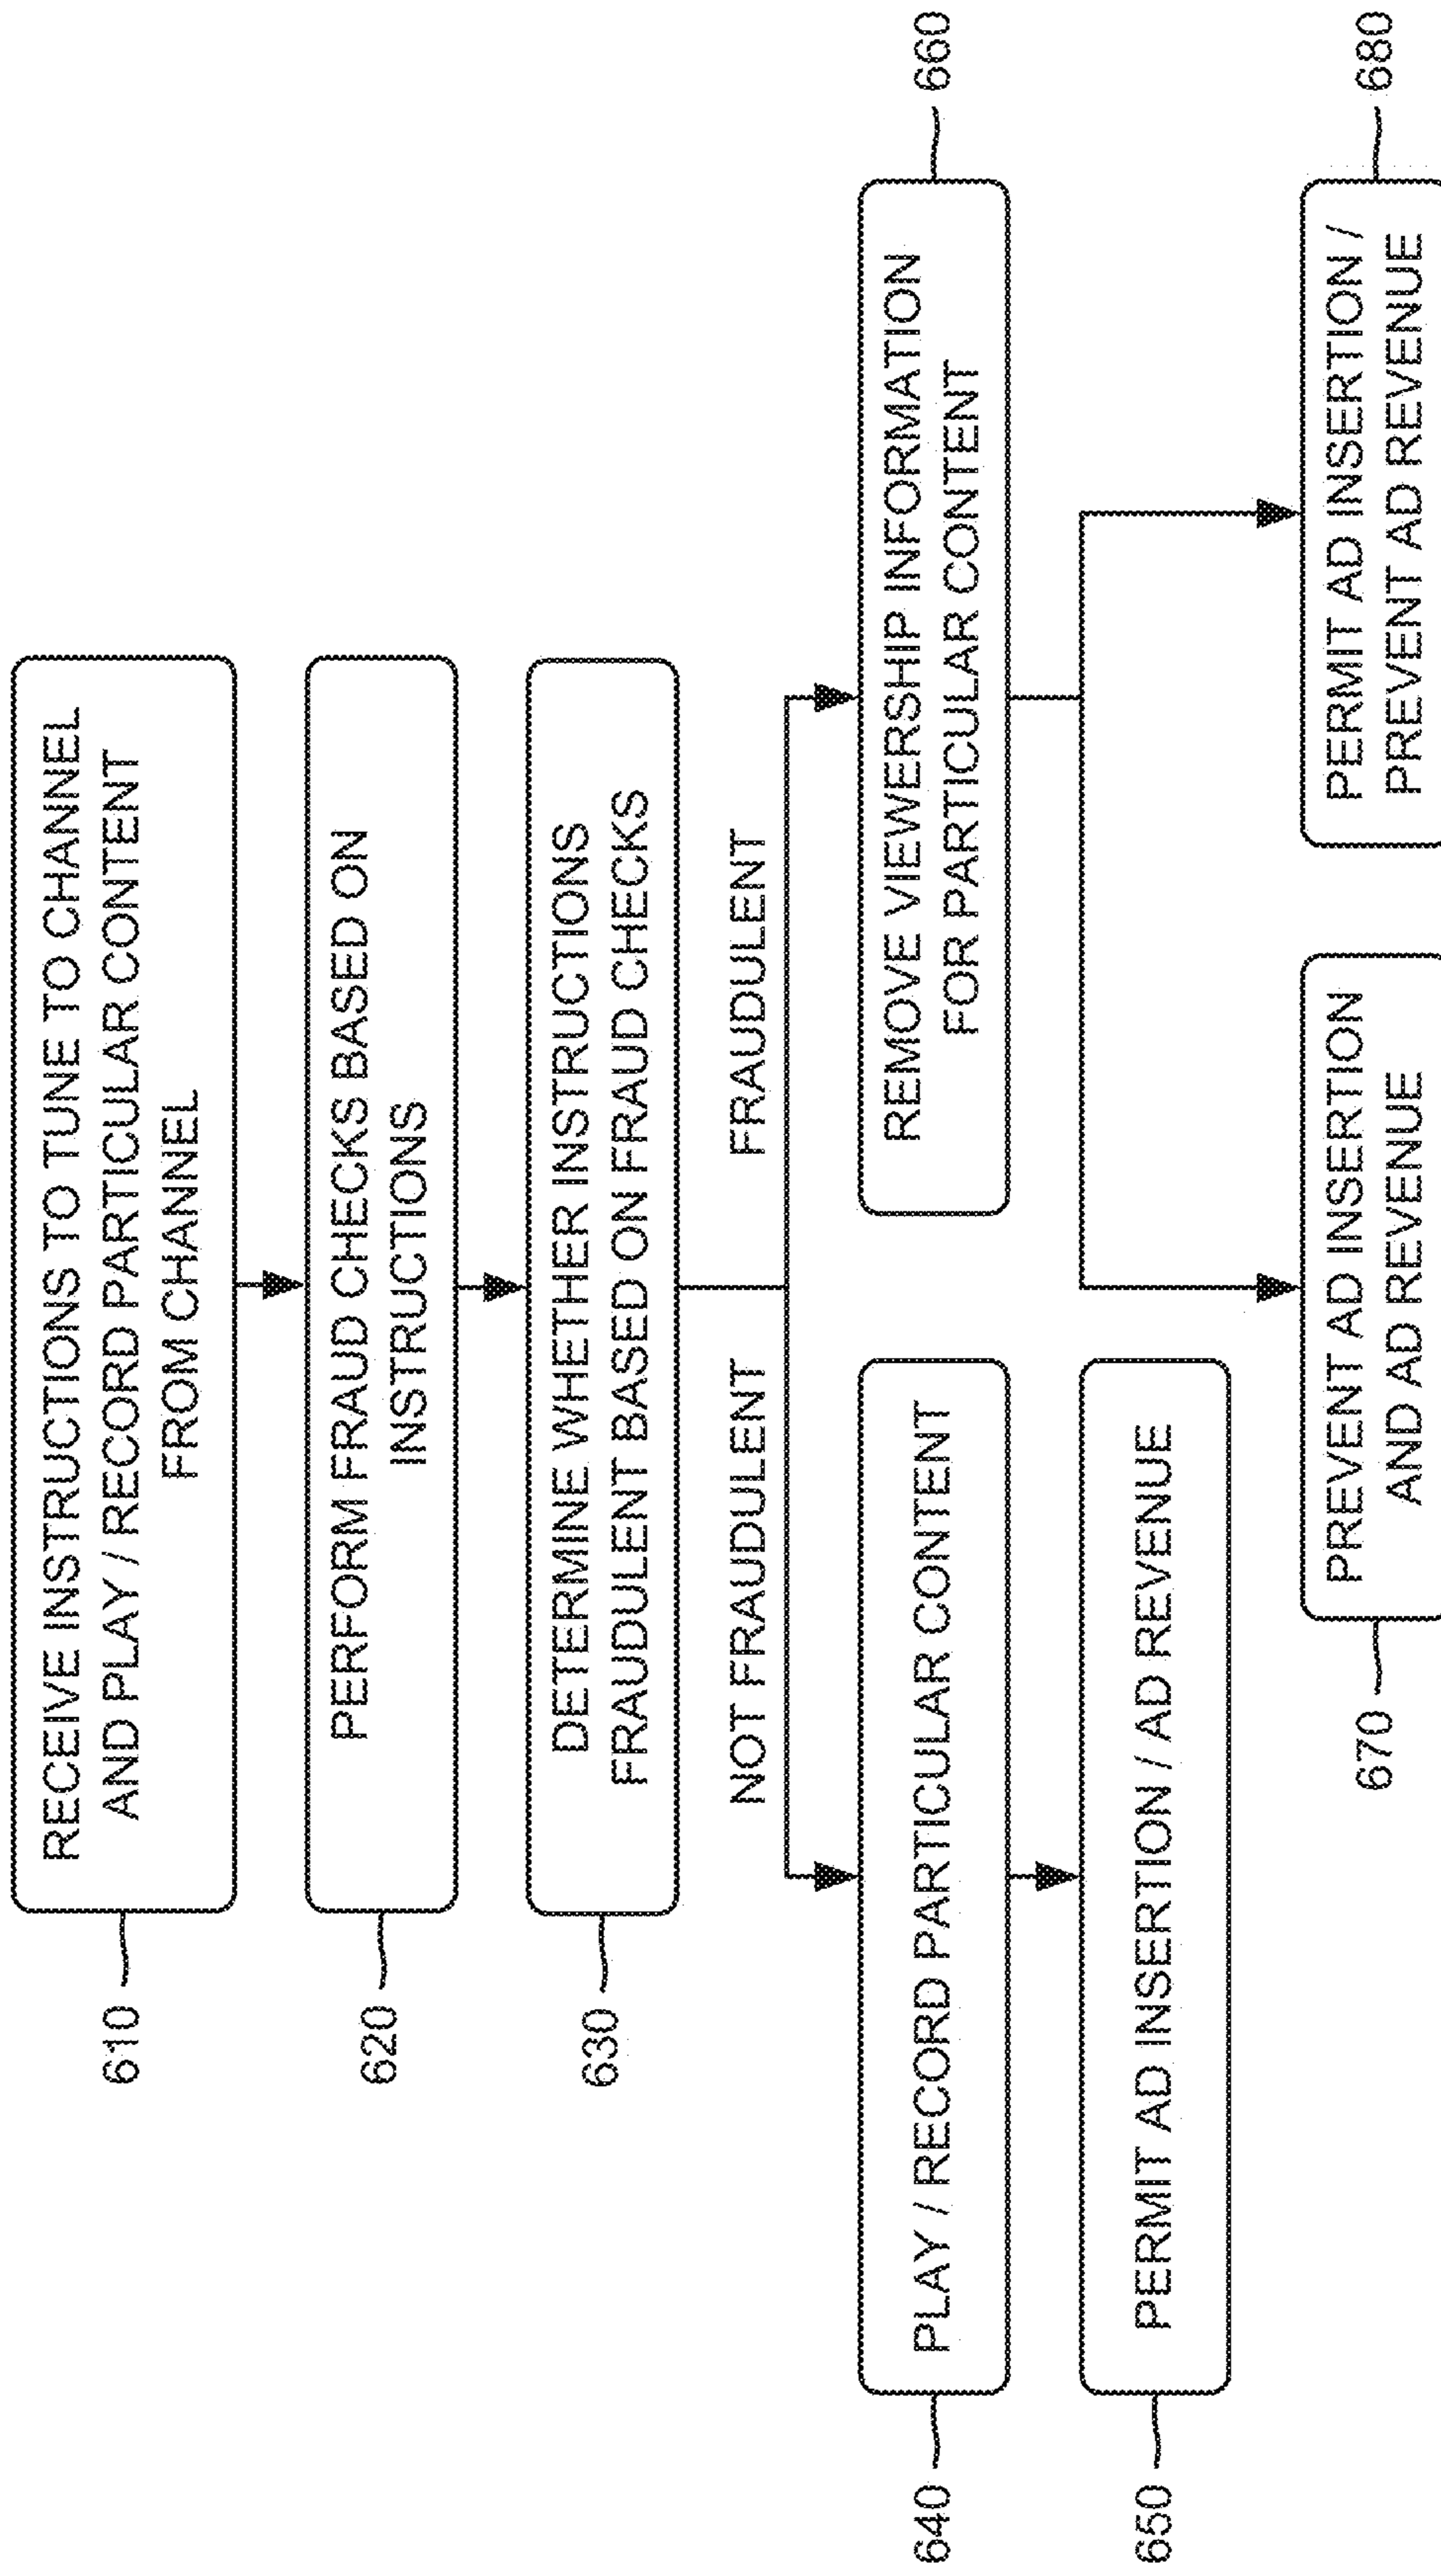 610
RECEIVE INSTRUCTIONS TO TUNE TO CHANNEL
AND PLAY / RECORD PARTICULAR CONTENT
FROM CHANNEL
620
PERFORM FRAUD CHECKS BASED ON
INSTRUCTIONS
630
DETERMINE WHETHER INSTRUCTIONS
FRAUDULENT BASED ON FRAUD CHECKS
NOT FRAUDULENT
FRAUDULENT
640
PLAY / RECORD PARTICULAR CONTENT
650
PERMIT AD INSERTION / AD REVENUE
660
REMOVE VIEWERSHIP INFORMATION
FOR PARTICULAR CONTENT
670
PREVENT AD INSERTION
AND AD REVENUE
680
PERMIT AD INSERTION /
PREVENT AD REVENUE